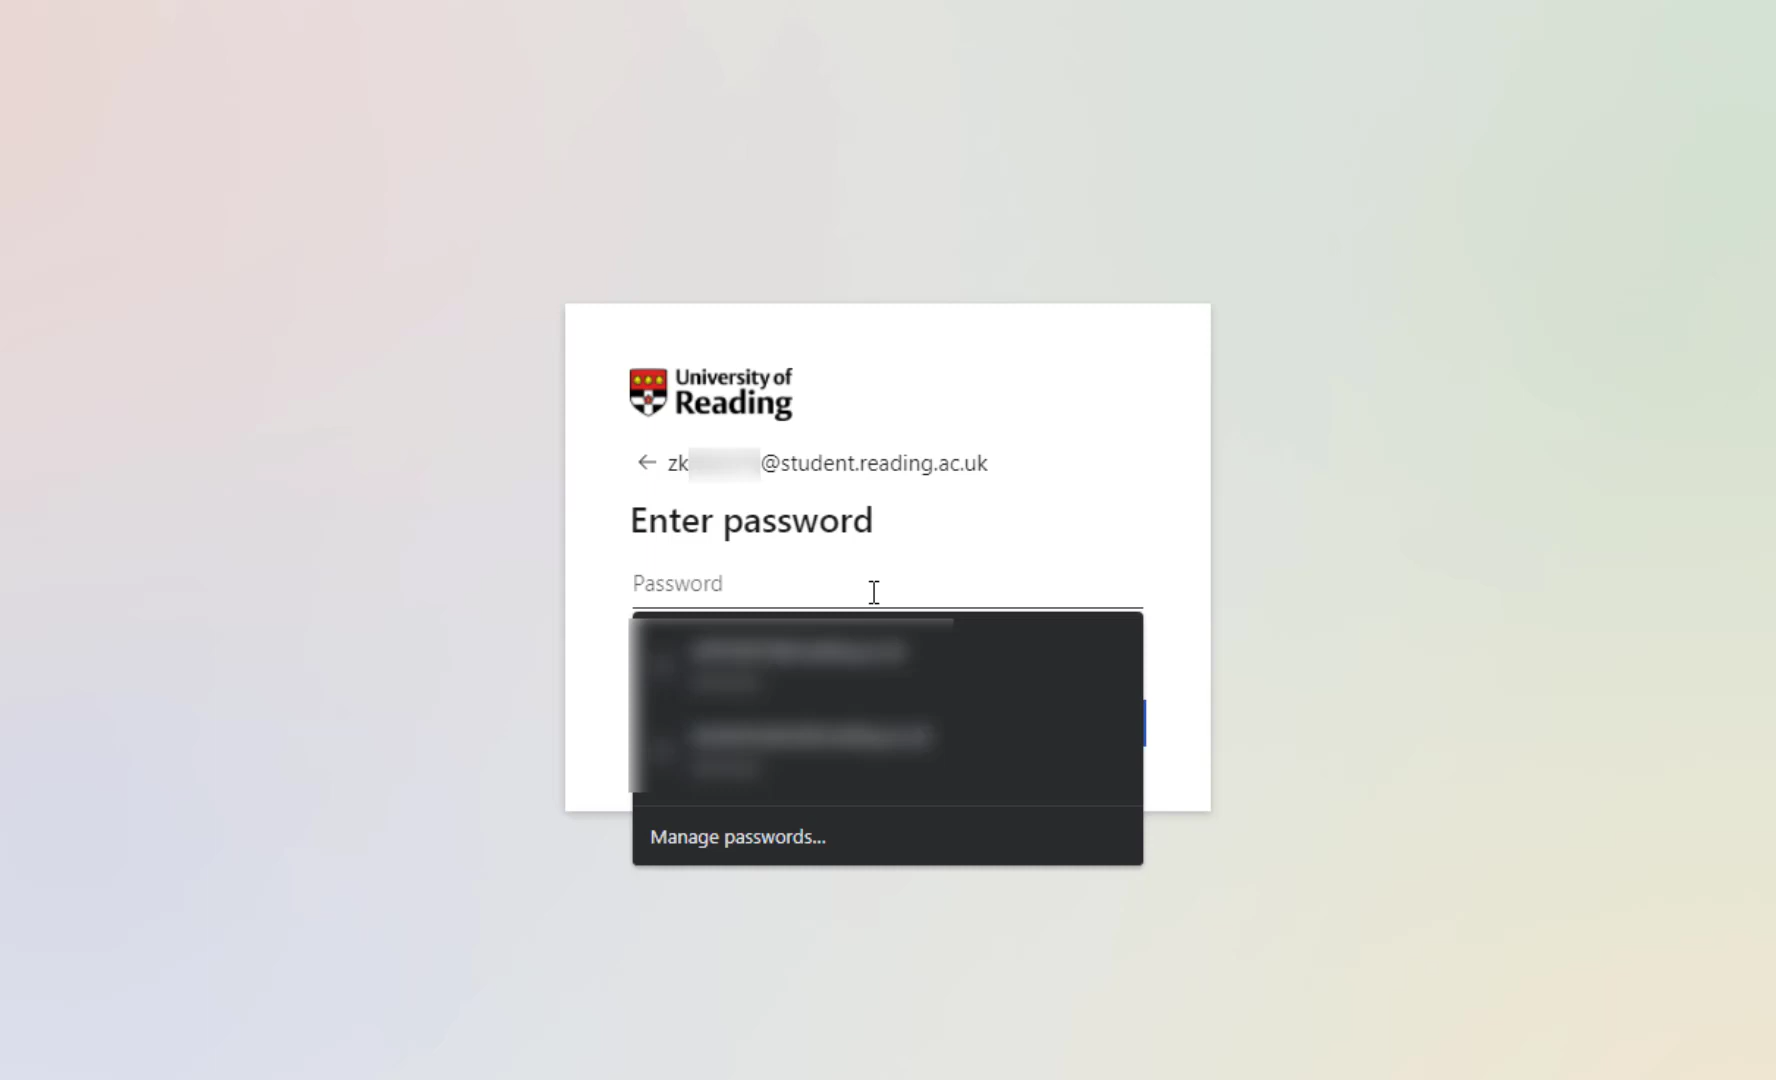 University of
Reading
zk
@student.reading.ac.uk
Enter password
Password
Manage passwords...